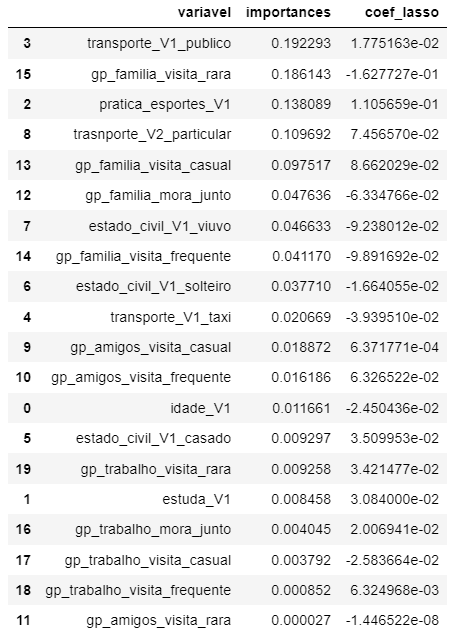 variavel importances coef_lasso
3 transporte_V1_publico 0.192293 1.775163e-02
15 gp_familia_visita_rara 0.186143 -1.627727e-01
2 pratica_esportes_V1 0.138089 1.105659e-01
8 trasnporte_V2_particular 0.109692 7.456570e-02
13 gp_familia_visita_casual 0.097517 8.662029e-02
12 gp_familia_mora_junto 0.047636 -6.334766e-02
7 estado_civil_V1_viuvo 0.046633 -9.238012e-02
14 gp_familia_visita_frequente 0.041170 -9.891692e-02
6 estado_civil_V1_solteiro 0.037710 -1.664055e-02
4 transporte_V1_taxi 0.020669 -3.939510e-02
9 gp_amigos_visita_casual 0.018872 6.371771e-04
10 gp_amigos_visita_frequente 0.016186 6.326522e-02
0 idade_V1 0.011661 -2.450436e-02
5 estado_civil_V1_casado 0.009297 3.509953e-02
19 gp_trabalho_visita_rara 0.009258 3.421477e-02
1 estuda_V1 0.008458 3.084000e-02
16 gp_trabalho_mora_junto 0.004045 2.006941e-02
17 gp_trabalho_visita_casual 0.003792 -2.583664e-02
18 gp_trabalho_visita_frequente 0.000852 6.324968e-03
11 gp_amigos_visita_rara 0.000027 -1.446522e-08